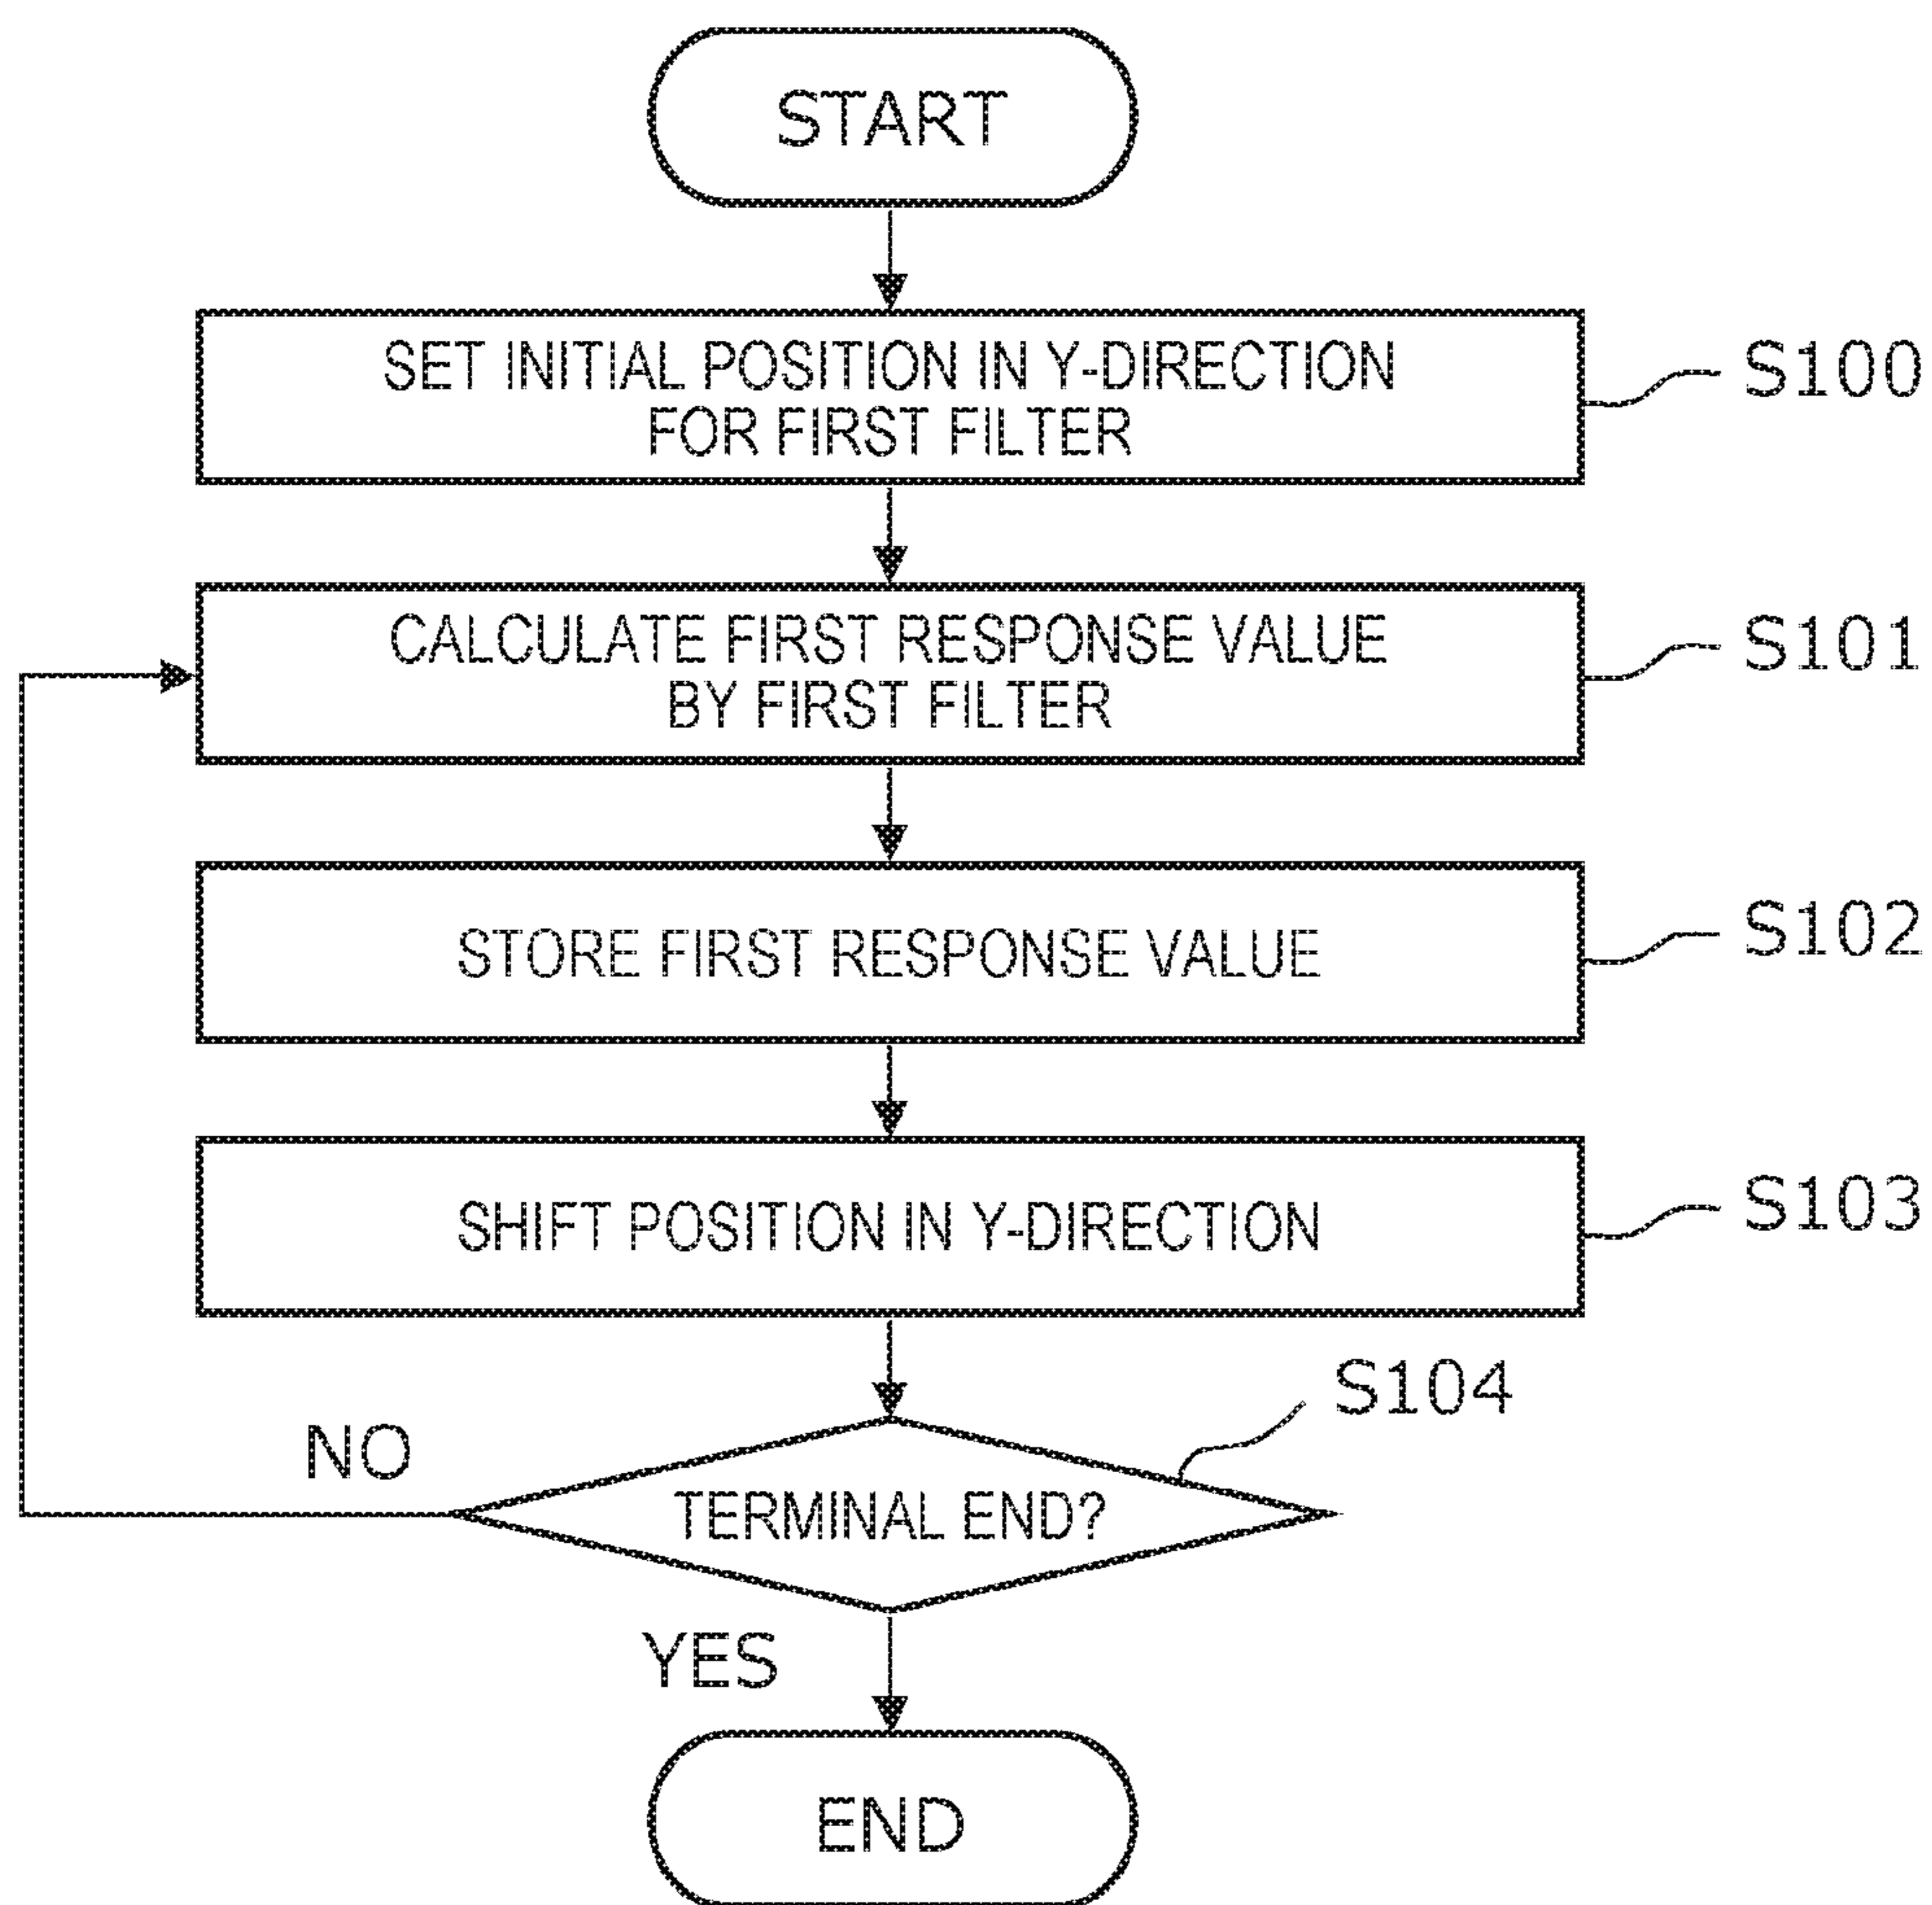 START
SET INITIAL POSITION IN Y-DIRECTION
FOR FIRST FILTER
S100
CALCULATE FIRST RESPONSE VALUE
BY FIRST FILTER
S101
STORE FIRST RESPONSE VALUE
S102
SHIFT POSITION IN Y-DIRECTION
S103
S104
NO
TERMINAL END?
YES
END